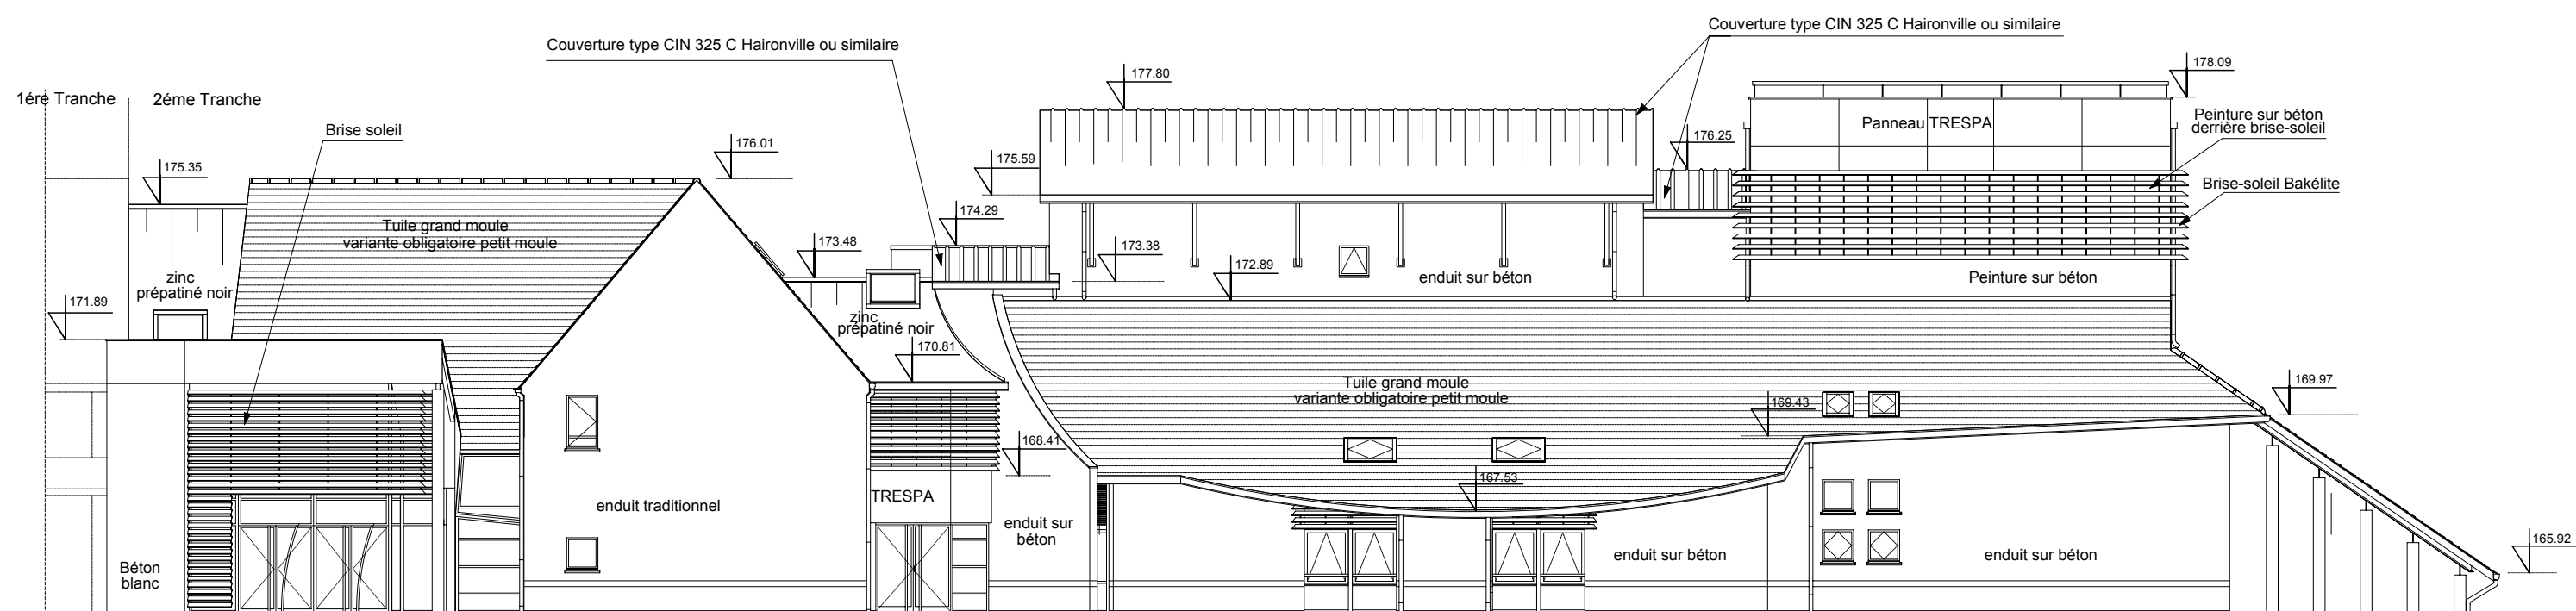 Couverture type CIN 325 C Haironville ou similaire
Couverture type CIN 325 C Haironville ou similaire
1ére Tranche
2éme Tranche
Brise soleil
177.80
178.09
176.01
175.35
175.59
176.25
Panneau TRESPA
Peinture sur béton
derrière brise-soleil
Brise-soleil Bakélite
Tuile grand moule
variante obligatoire petit moule
174.29
173.48
173.38
172.89
zinc
prépatiné noir
enduit sur béton
Peinture sur béton
171.89
zinc
prépatiné noir
170.81
Tuile grand moule
variante obligatoire petit moule
169.43
169.97
168.41
167.53
TRESPA
enduit traditionnel
enduit sur
béton
enduit sur béton
enduit sur béton
165.92
Béton
blanc